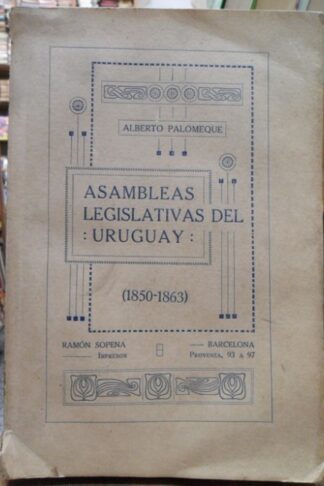 ALBERTO PALOMEQUE
ASAMBLEAS
LEGISLATIVAS DEL
: URUGUAY :
(1850-1863)
RAMÓN SOPENA
IMPRESOR
BARCELONA
PROVENZA, 93 Á 97